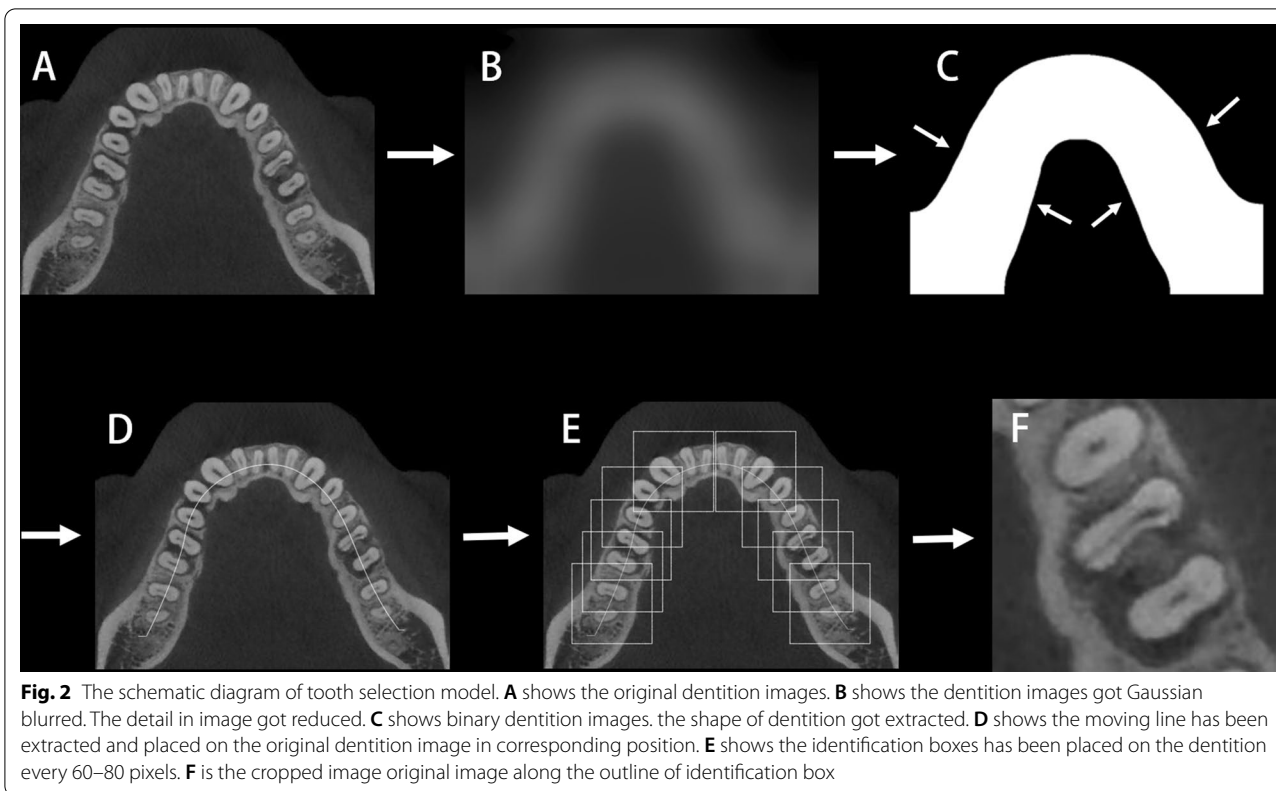 A
B
C
D
E
F
Fig. 2 The schematic diagram of tooth selection model. A shows the original dentition images. B shows the dentition images got Gaussian
blurred. The detail in image got reduced. C shows binary dentition images. the shape of dentition got extracted. D shows the moving line has been
extracted and placed on the original dentition image in corresponding position. E shows the identification boxes has been placed on the dentition
every 60–80 pixels. F is the cropped image original image along the outline of identification box